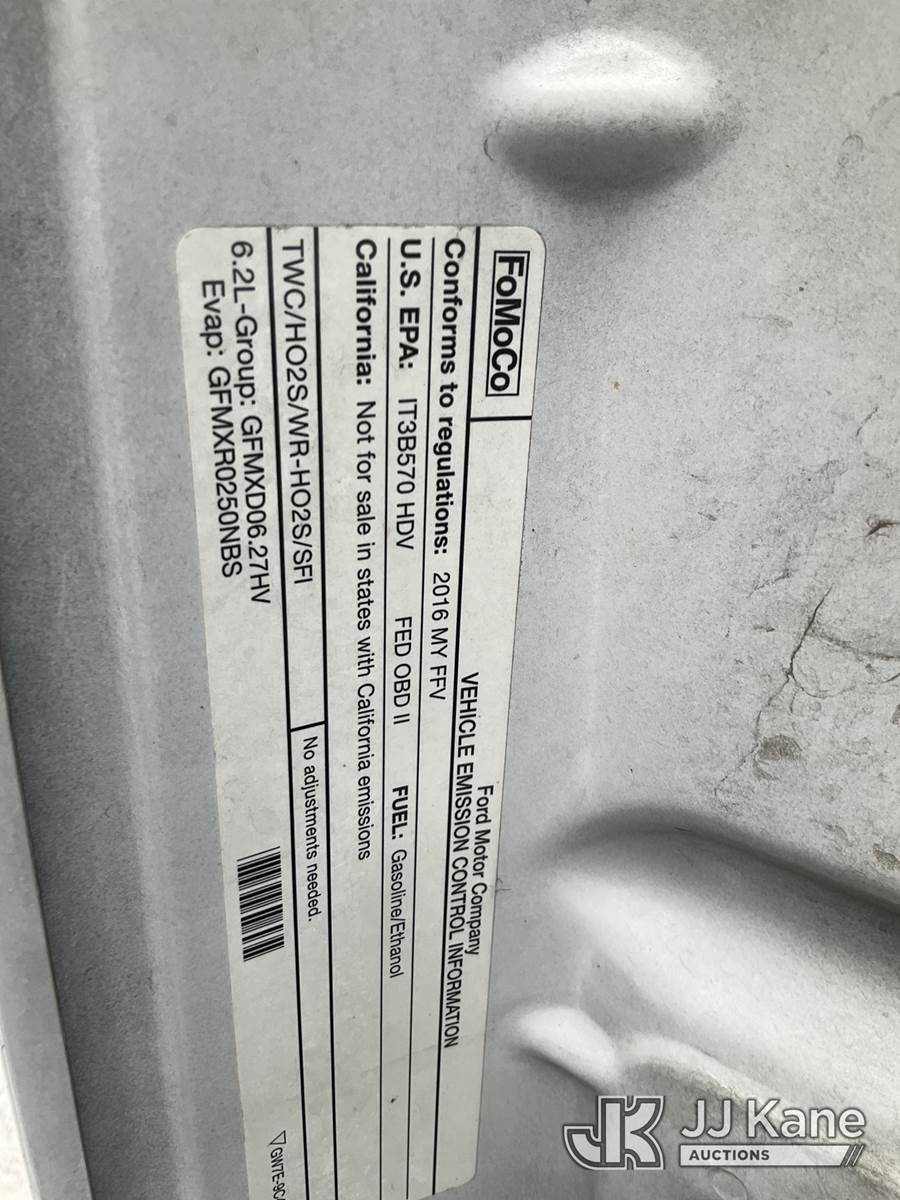 FoMoCo
Ford Motor Company
VEHICLE EMISSION CONTROL INFORMATION
Conforms to regulations: 2016 MY FFV
U.S. EPA: IT3B570 HDV FED OBD II FUEL: Gasoline/Ethanol
California: Not for sale in states with California emissions
TWC/HO2S/WR-HO2S/SFI
No adjustments needed.
6.2L-Group: GFMXD06.27HV
Evap: GFMXR0250NBS
JK JJ Kane
AUCTIONS